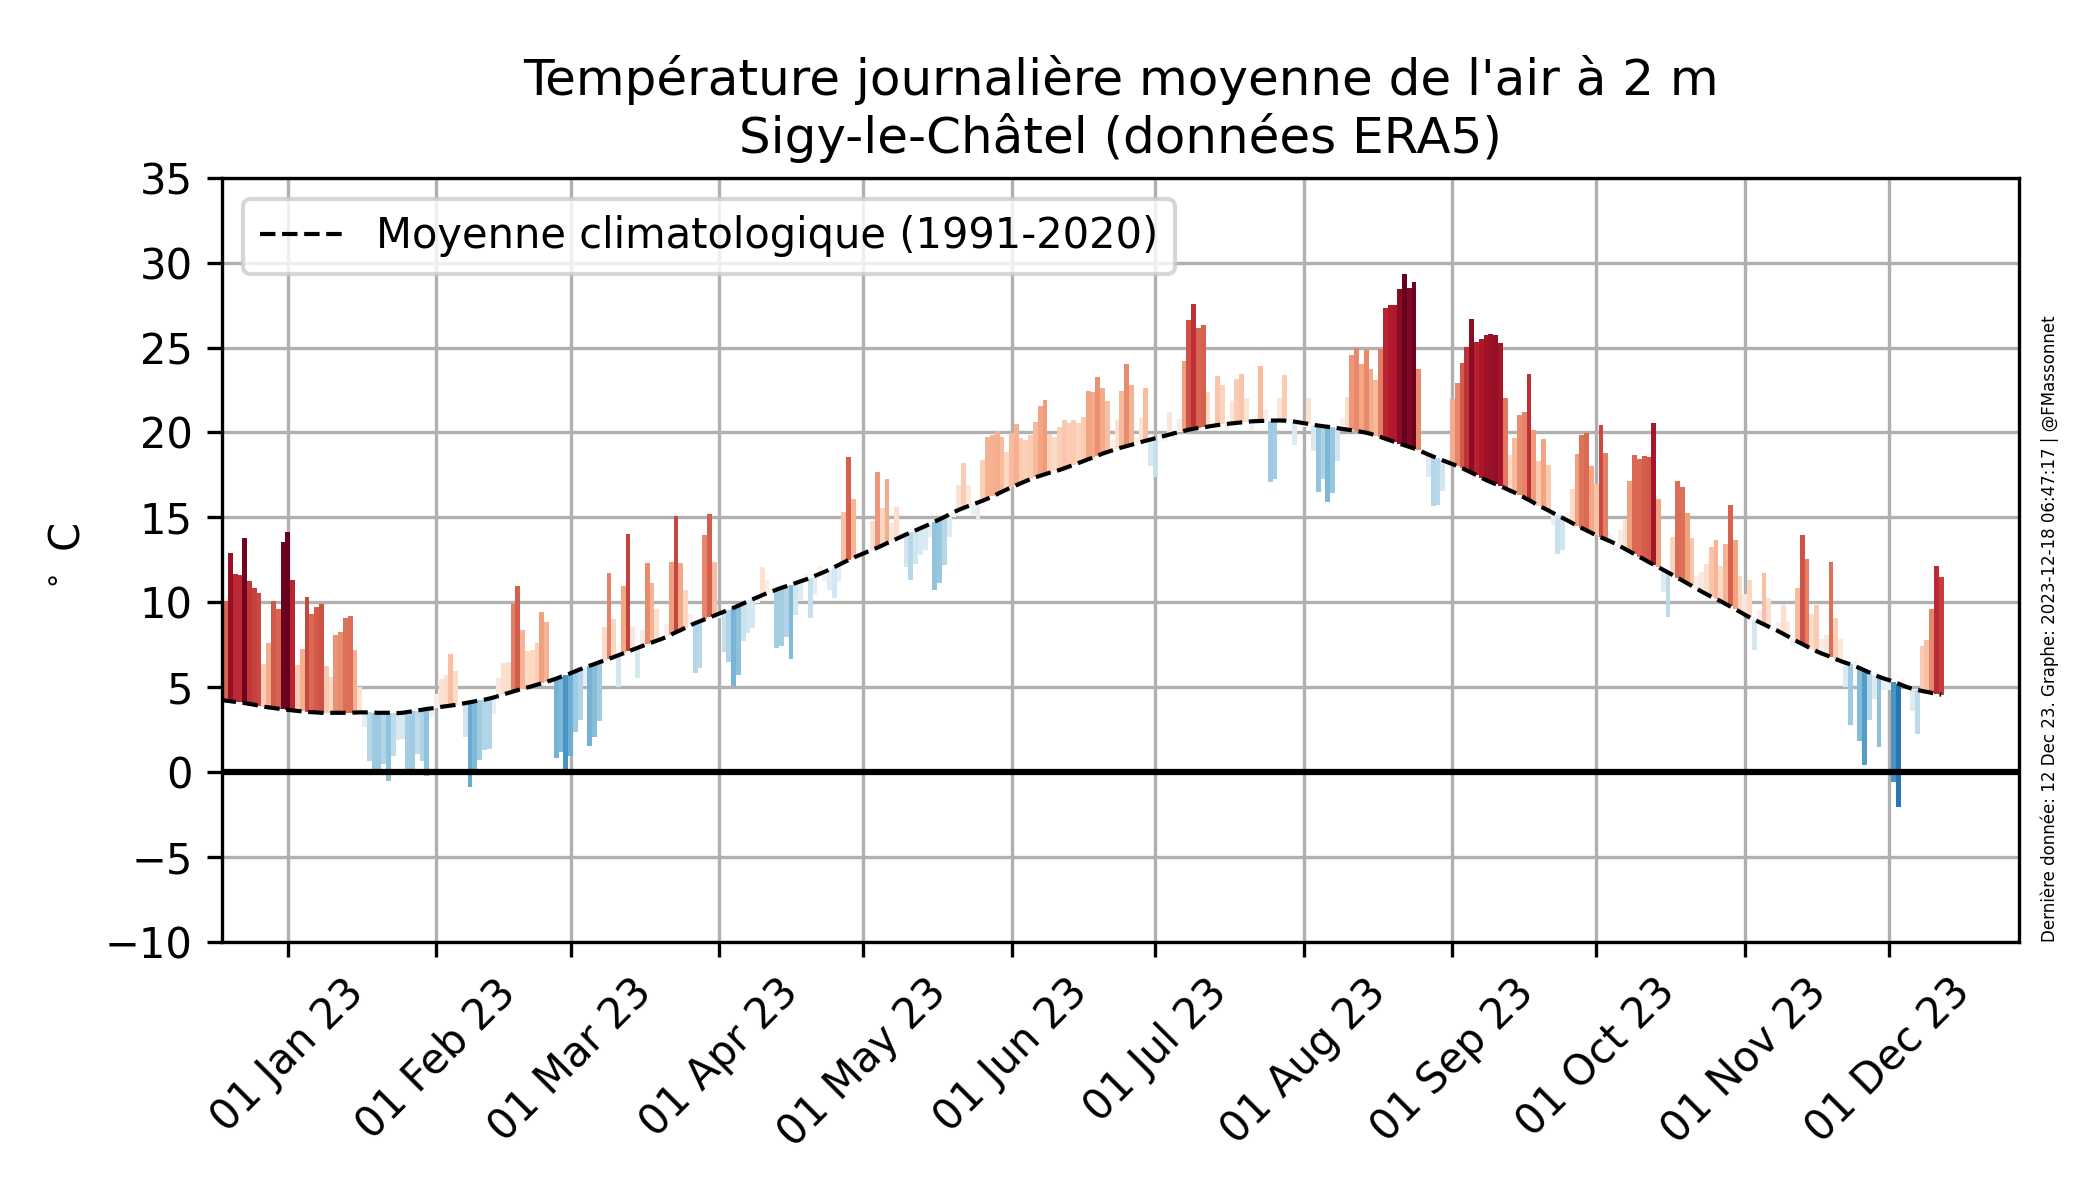 Température journalière moyenne de l'air à 2 m
Sigy-le-Châtel (données ERA5)
Moyenne climatologique (1991-2020)
° C
35
30
25
20
15
10
5
0
−5
−10
01 Jan 23
01 Feb 23
01 Mar 23
01 Apr 23
01 May 23
01 Jun 23
01 Jul 23
01 Aug 23
01 Sep 23
01 Oct 23
01 Nov 23
01 Dec 23
Dernière donnée: 12 Dec 23. Graphe: 2023-12-18 06:47:17 | @FMassonnet